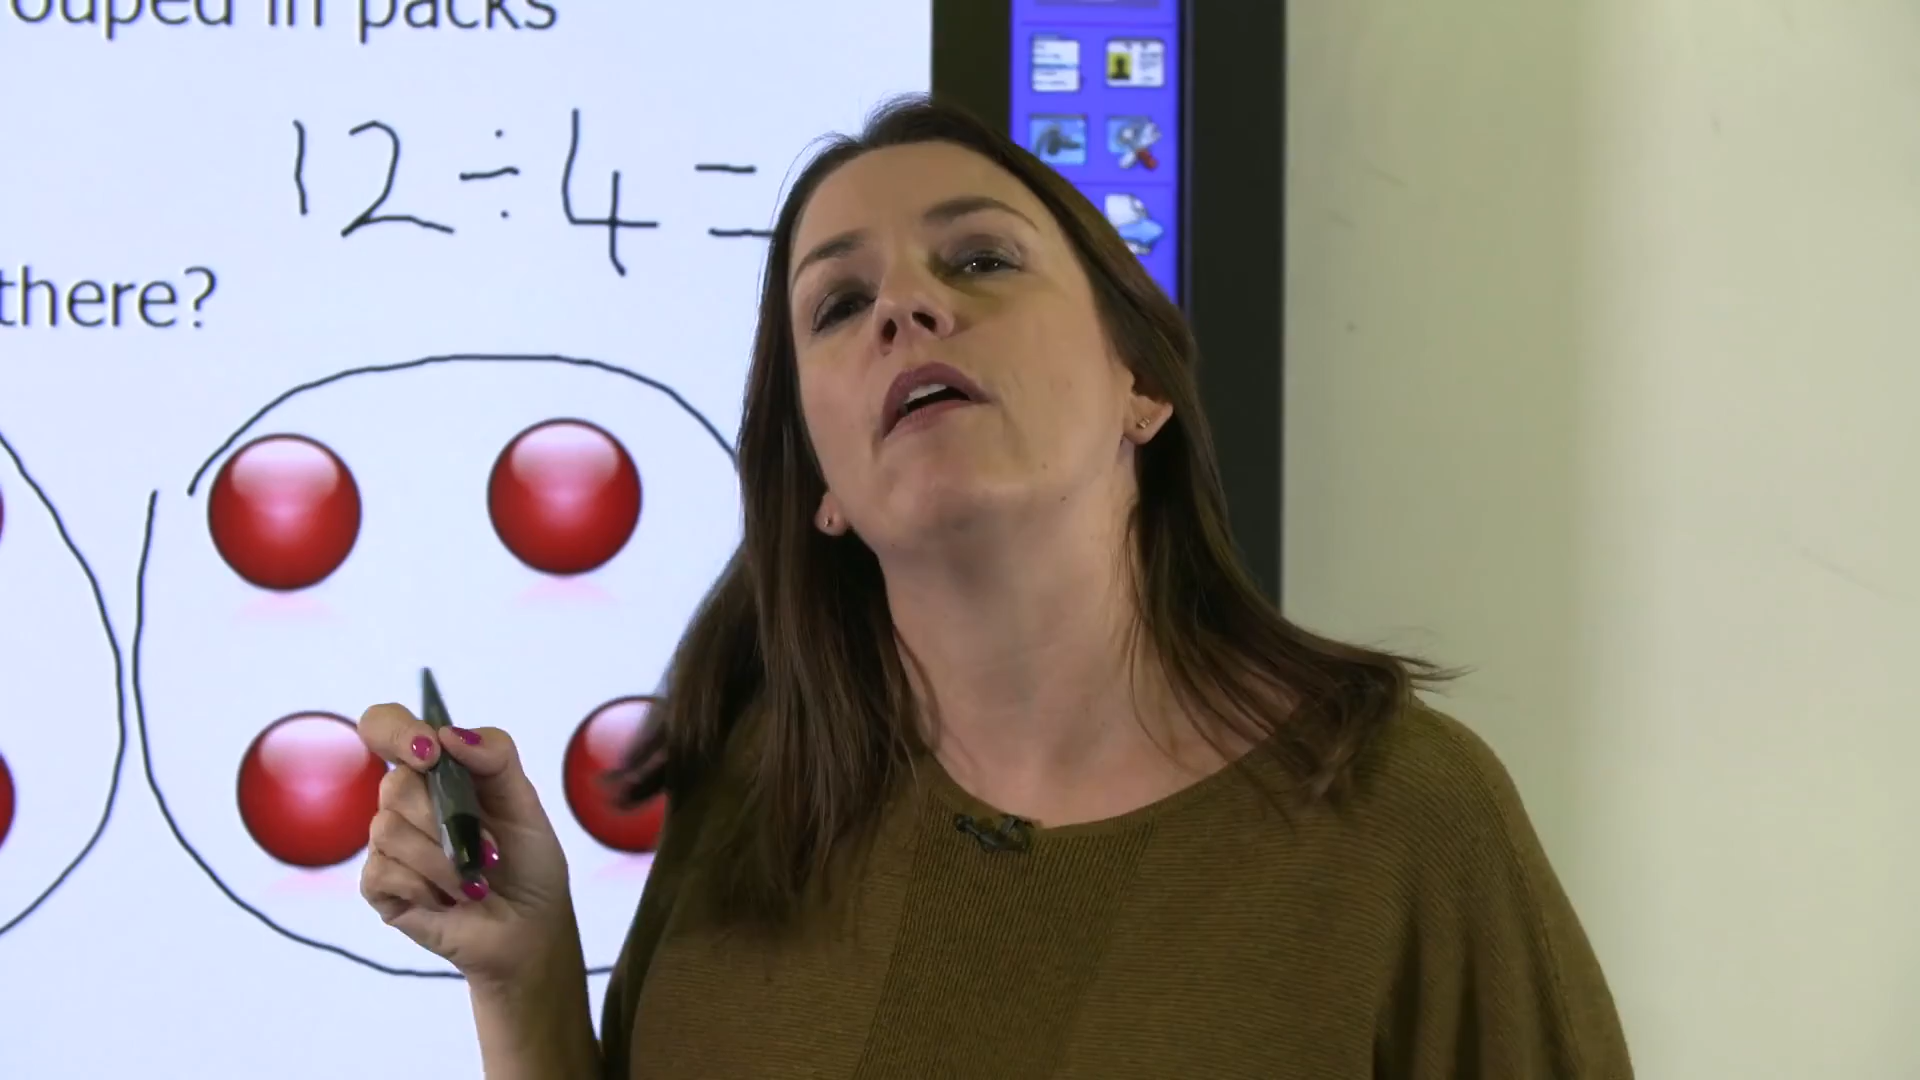 ouped in packs
12 ÷ 4 =
there?